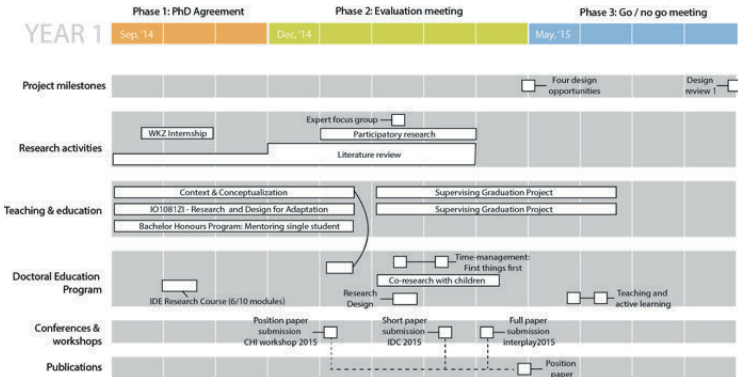 Phase 1: PhD Agreement
Phase 2: Evaluation meeting
Phase 3: Go / no go meeting
YEAR 1
Sep, '14
Dec, '14
May, '15
Project milestones
Four design
opportunities
Design
review 1
Research activities
Expert focus group
WKZ Internship
Participatory research
Literature review
Teaching & education
Context & Conceptualization
Supervising Graduation Project
IO1081ZI - Research and Design for Adaptation
Supervising Graduation Project
Bachelor Honours Program: Mentoring single student
Doctoral Education
Program
Time-management:
First things first
Co-research with children
IDE Research Course (6/10 modules)
Research
Design
Teaching and
active learning
Conferences &
workshops
Position paper
submission
CHI workshop 2015
Short paper
submission
IDC 2015
Full paper
submission
interplay2015
Publications
Position
paper